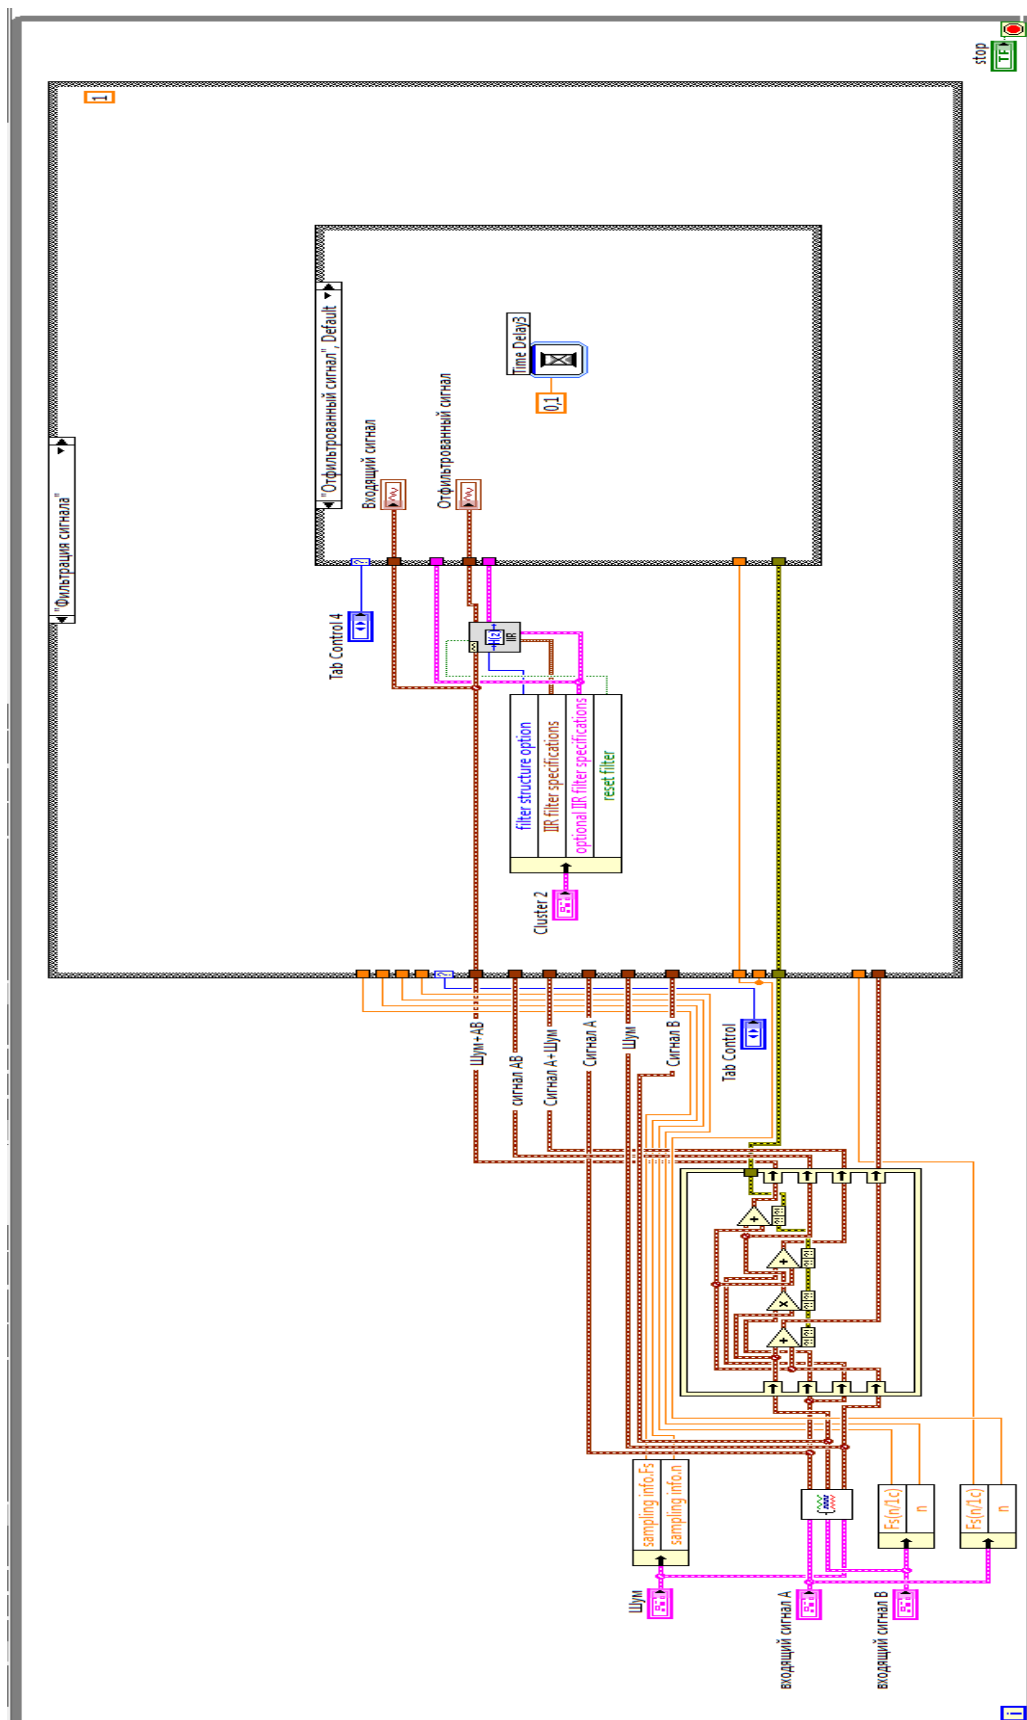 stop
TF
1
"Фильтрация сигнала"
"Отфильтрованный сигнал", Default
Time Delay3
0,1
Входящий сигнал
Отфильтрованный сигнал
Tab Control 4
?
H(z)
IIR
filter structure option
IIR filter specifications
optional IIR filter specifications
reset filter
Cluster 2
?
Шум+АВ
сигнал АВ
Сигнал А+Шум
Сигнал А
Шум
Сигнал В
Tab Control
+
x
+
+
sampling info.Fs
sampling info.n
Fs(n/1c)
n
Fs(n/1c)
n
Шум
входящий сигнал А
входящий сигнал В
i